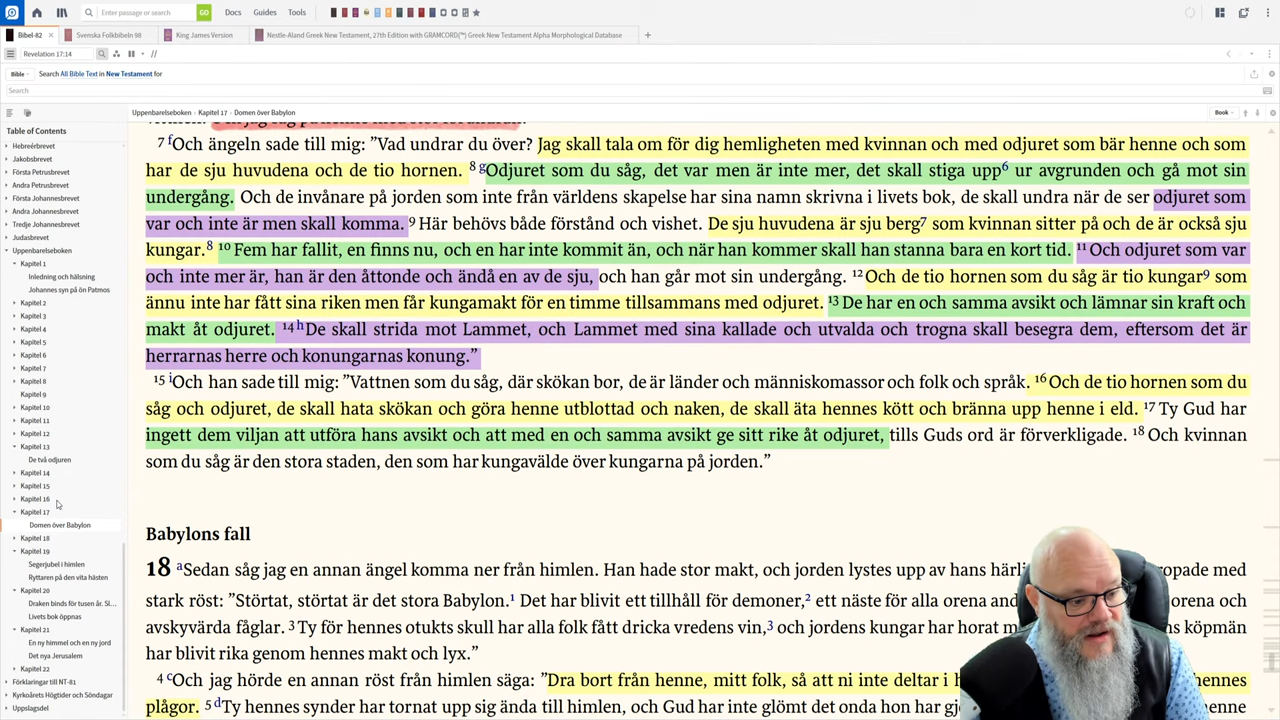 Enter passage or search
GO
Docs
Guides
Tools
Bibel-82
Svenska Folkbibeln 98
King James Version
Nestle-Aland Greek New Testament, 27th Edition with GRAMCORD(™) Greek New Testament Alpha Morphological Database
Revelation 17:14
Bible
Search All Bible Text in New Testament for
Search
Uppenbarelseboken › Kapitel 17 › Domen över Babylon
Book
Table of Contents
Hebreérbrevet
Jakobsbrevet
Första Petrusbrevet
Andra Petrusbrevet
Första Johannesbrevet
Andra Johannesbrevet
Tredje Johannesbrevet
Judasbrevet
Uppenbarelseboken
Kapitel 1
Inledning och hälsning
Johannes syn på ön Patmos
Kapitel 2
Kapitel 3
Kapitel 4
Kapitel 5
Kapitel 6
Kapitel 7
Kapitel 8
Kapitel 9
Kapitel 10
Kapitel 11
Kapitel 12
Kapitel 13
De två odjuren
Kapitel 14
Kapitel 15
Kapitel 16
Kapitel 17
Domen över Babylon
Kapitel 18
Kapitel 19
Segerjubel i himlen
Ryttaren på den vita hästen
Kapitel 20
Draken binds för tusen år. Sl...
Livets bok öppnas
Kapitel 21
En ny himmel och en ny jord
Det nya Jerusalem
Kapitel 22
Förklaringar till NT-81
Kyrkoårets Högtider och Söndagar
Uppslagsdel
7 f Och ängeln sade till mig: ”Vad undrar du över? Jag skall tala om för dig hemligheten med kvinnan och med odjuret som bär henne och som
har de sju huvudena och de tio hornen. 8 g Odjuret som du såg, det var men är inte mer, det skall stiga upp6 ur avgrunden och gå mot sin
undergång. Och de invånare på jorden som inte från världens skapelse har sina namn skrivna i livets bok, de skall undra när de ser odjuret som
var och inte är men skall komma. 9 Här behövs både förstånd och vishet. De sju huvudena är sju berg7 som kvinnan sitter på och de är också sju
kungar.8 10 Fem har fallit, en finns nu, och en har inte kommit än, och när han kommer skall han stanna bara en kort tid. 11 Och odjuret som var
och inte mer är, han är den åttonde och ändå en av de sju, och han går mot sin undergång. 12 Och de tio hornen som du såg är tio kungar9 som
ännu inte har fått sina riken men får kungamakt för en timme tillsammans med odjuret. 13 De har en och samma avsikt och lämnar sin kraft och
makt åt odjuret. 14 h De skall strida mot Lammet, och Lammet med sina kallade och utvalda och trogna skall besegra dem, eftersom det är
herrarnas herre och konungarnas konung.”
15 i Och han sade till mig: ”Vattnen som du såg, där skökan bor, de är länder och människomassor och folk och språk. 16 Och de tio hornen som du
såg och odjuret, de skall hata skökan och göra henne utblottad och naken, de skall äta hennes kött och bränna upp henne i eld. 17 Ty Gud har
ingett dem viljan att utföra hans avsikt och att med en och samma avsikt ge sitt rike åt odjuret, tills Guds ord är förverkligade. 18 Och kvinnan
som du såg är den stora staden, den som har kungavälde över kungarna på jorden.”
Babylons fall
18 a Sedan såg jag en annan ängel komma ner från himlen. Han hade stor makt, och jorden lystes upp av hans
stark röst: ”Störtat, störtat är det stora Babylon.1 Det har blivit ett tillhåll för demoner,2 ett näste för alla orena
avskyvärda fåglar. 3 Ty för hennes otukts skull har alla folk fått dricka vredens vin,3 och jordens kungar har horat
har blivit rika genom hennes makt och lyx.”
4 c Och jag hörde en annan röst från himlen säga: ”Dra bort från henne, mitt folk, så att ni inte deltar i hennes
plågor. 5 d Ty hennes synder har tornat upp sig ända till himlen, och Gud har inte glömt det onda hon har